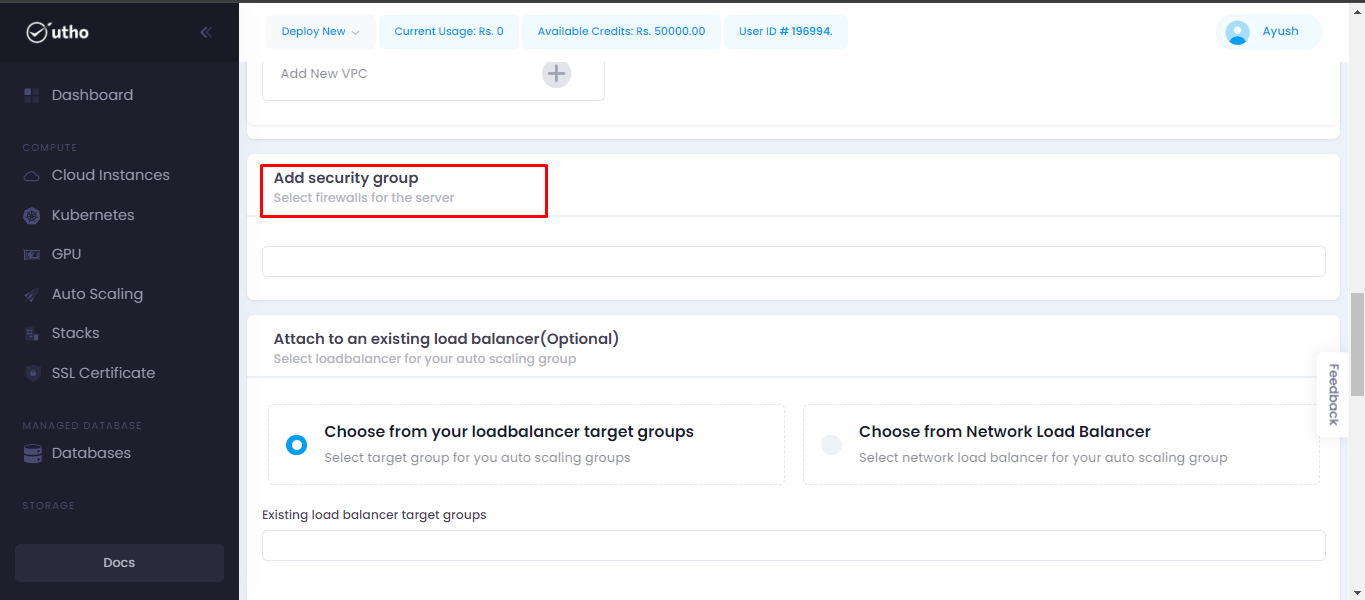 utho
Deploy New
Current Usage: Rs. 0
Available Credits: Rs. 50000.00
User ID # 196994.
Ayush
Dashboard
COMPUTE
Cloud Instances
Kubernetes
GPU
Auto Scaling
Stacks
SSL Certificate
MANAGED DATABASE
Databases
STORAGE
Docs
Add New VPC
Add security group
Select firewalls for the server
Attach to an existing load balancer(Optional)
Select loadbalancer for your auto scaling group
Choose from your loadbalancer target groups
Select target group for you auto scaling groups
Choose from Network Load Balancer
Select network load balancer for your auto scaling group
Existing load balancer target groups
Feedback